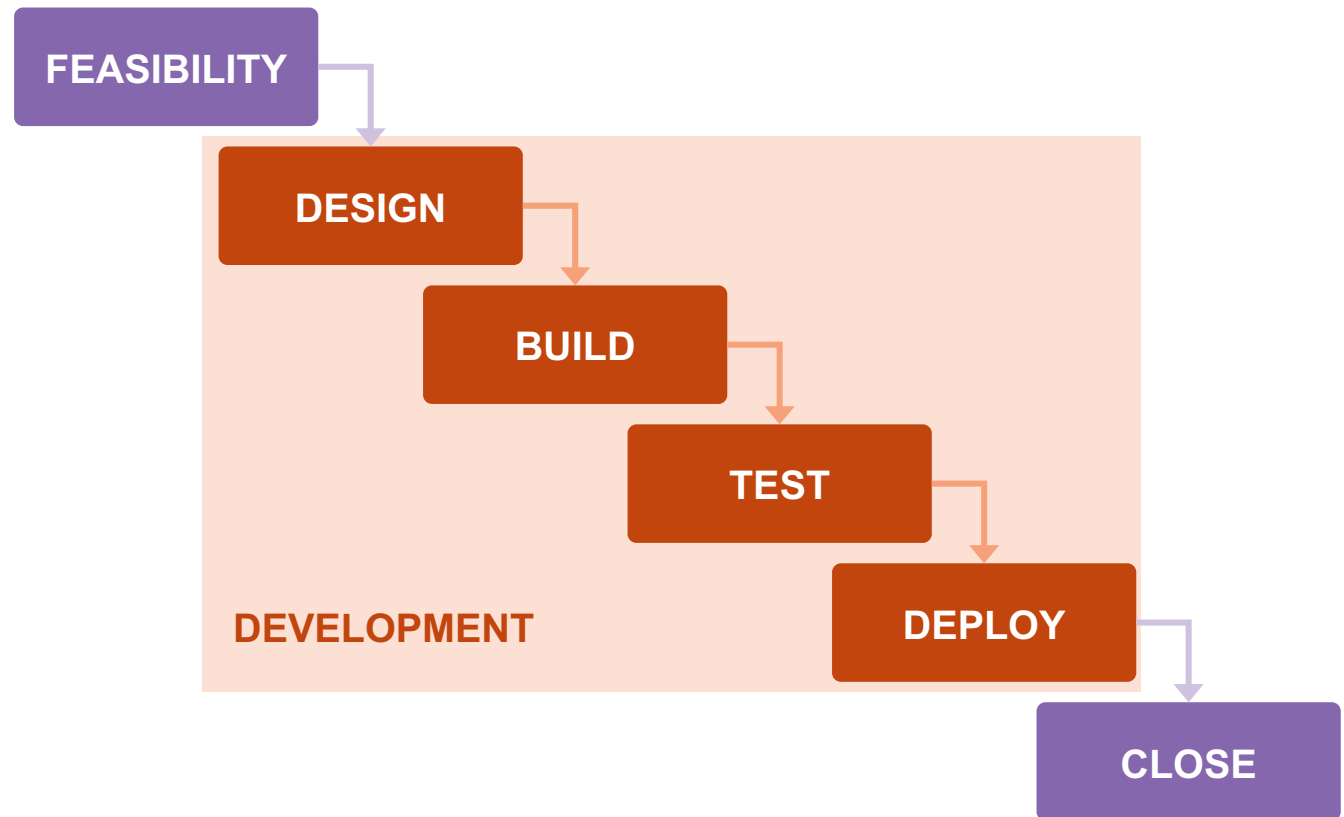 FEASIBILITY
DESIGN
BUILD
TEST
DEVELOPMENT
DEPLOY
CLOSE